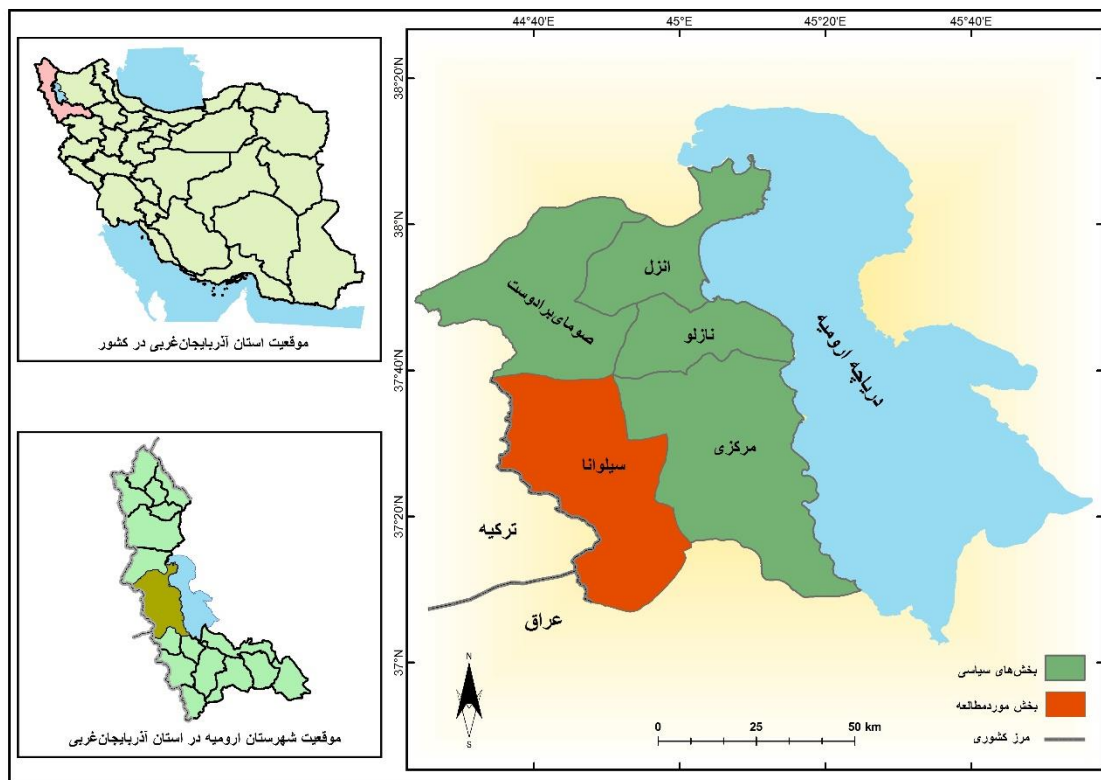 موقعیت استان آذربایجان‌غربی در کشور
موقعیت شهرستان ارومیه در استان آذربایجان‌غربی
44°40'E 45°E 45°20'E 45°40'E
38°20'N
38°N
37°40'N
37°20'N
37°N
انزل
صومای‌برادوست
نازلو
دریاچه ارومیه
مرکزی
سیلوانا
ترکیه
عراق
N
S
0 25 50 km
بخش‌های سیاسی
بخش موردمطالعه
مرز کشوری